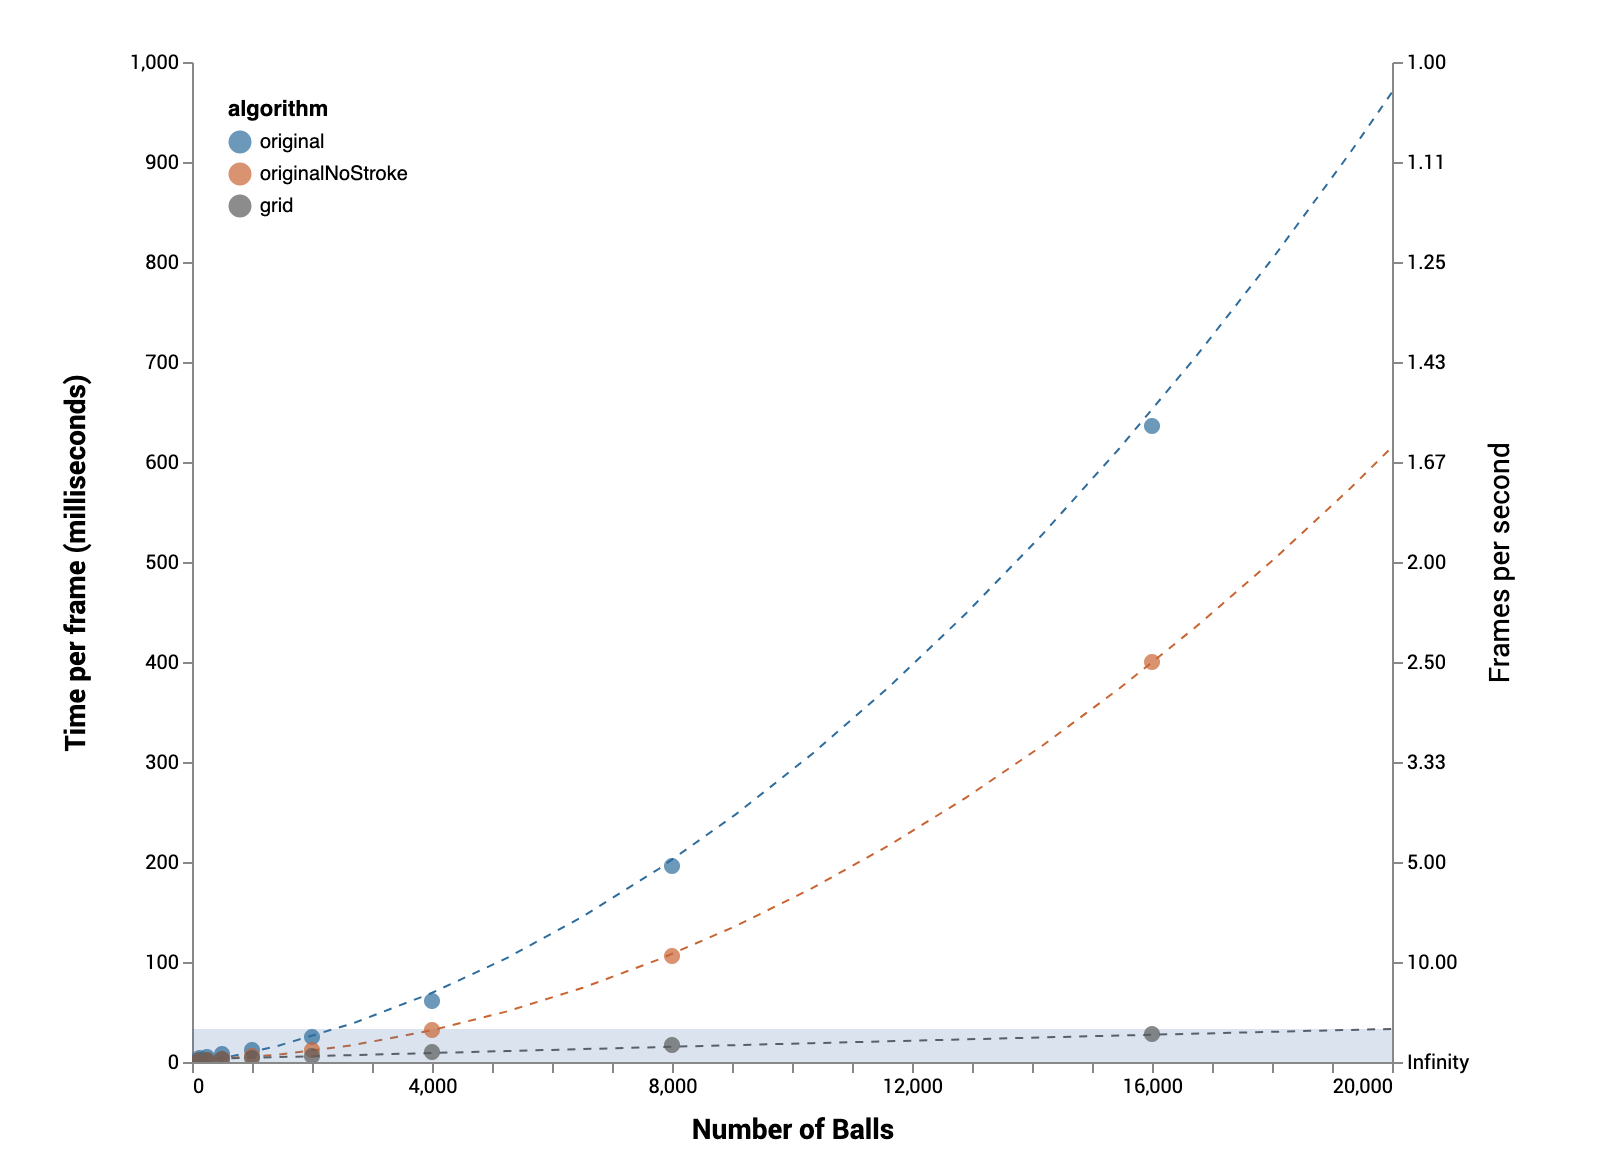 algorithm
original
originalNoStroke
grid
Time per frame (milliseconds)
1,000
900
800
700
600
500
400
300
200
100
0
1.00
1.11
1.25
1.43
1.67
2.00
2.50
3.33
5.00
10.00
Infinity
Frames per second
0 4,000 8,000 12,000 16,000 20,000
Number of Balls